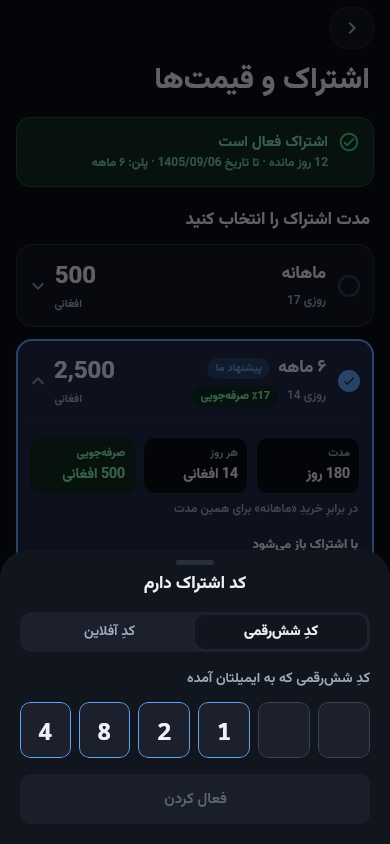 اشتراک و قیمت‌ها
اشتراک فعال است
12 روز مانده · تا تاریخ 1405/09/06 · پلن: ۶ ماهه
مدت اشتراک را انتخاب کنید
ماهانه
500
روزی 17
افغانی
۶ ماهه
پیشنهاد ما
2,500
روزی 14
17٪ صرفه‌جویی
افغانی
مدت
هر روز
صرفه‌جویی
180 روز
14 افغانی
500 افغانی
در برابرِ خریدِ «ماهانه» برای همین مدت
با اشتراک باز می‌شود
کد اشتراک دارم
کدِ شش‌رقمی
کدِ آفلاین
کدِ شش‌رقمی که به ایمیلتان آمده
4 8 2 1
فعال کردن